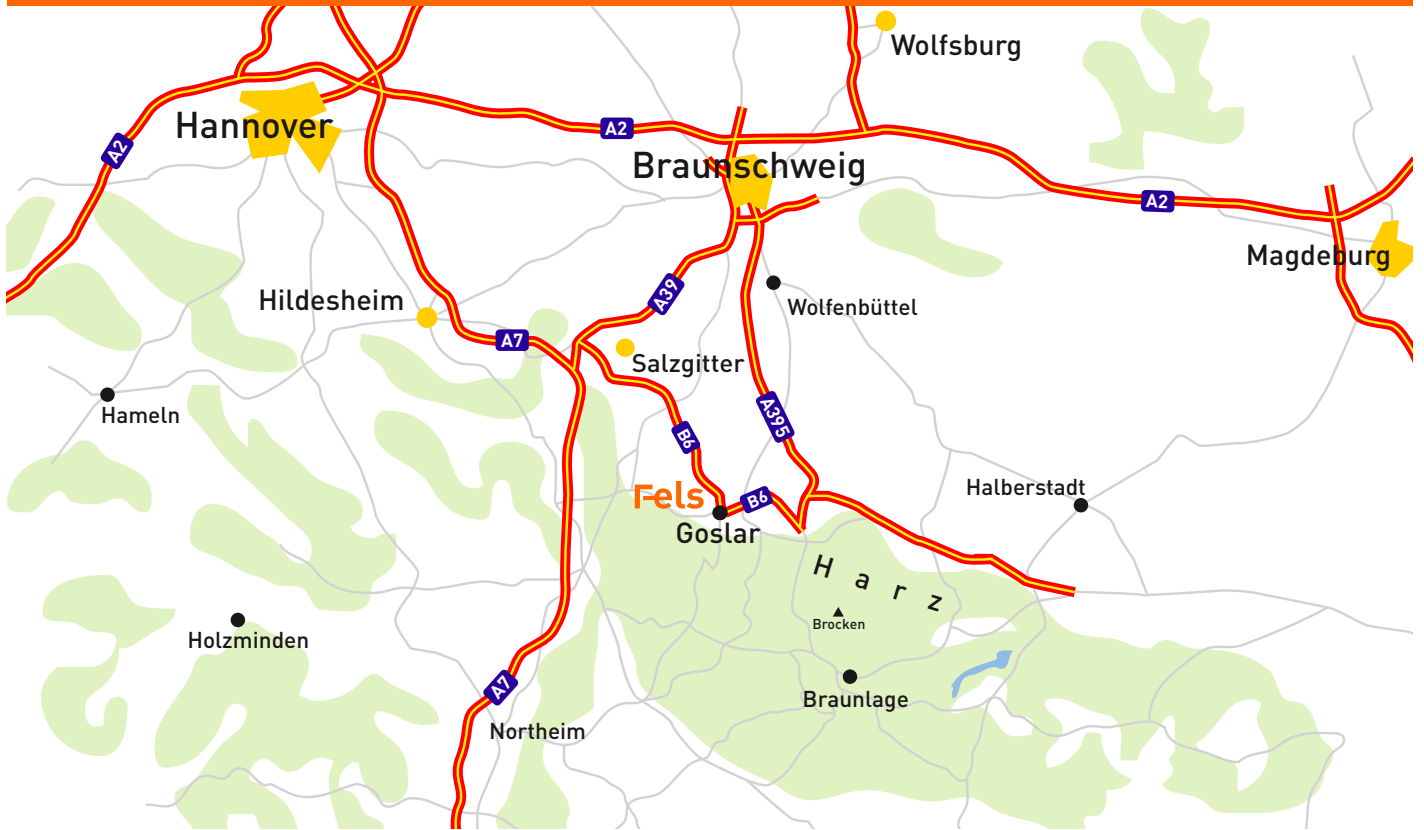 Wolfsburg
Hannover
A2
A2
Braunschweig
A2
Magdeburg
Hildesheim
A39
Wolfenbüttel
A7
Salzgitter
Hameln
A395
B6
Fels
B6
Halberstadt
Goslar
Harz
Brocken
Holzminden
A7
Braunlage
Northeim